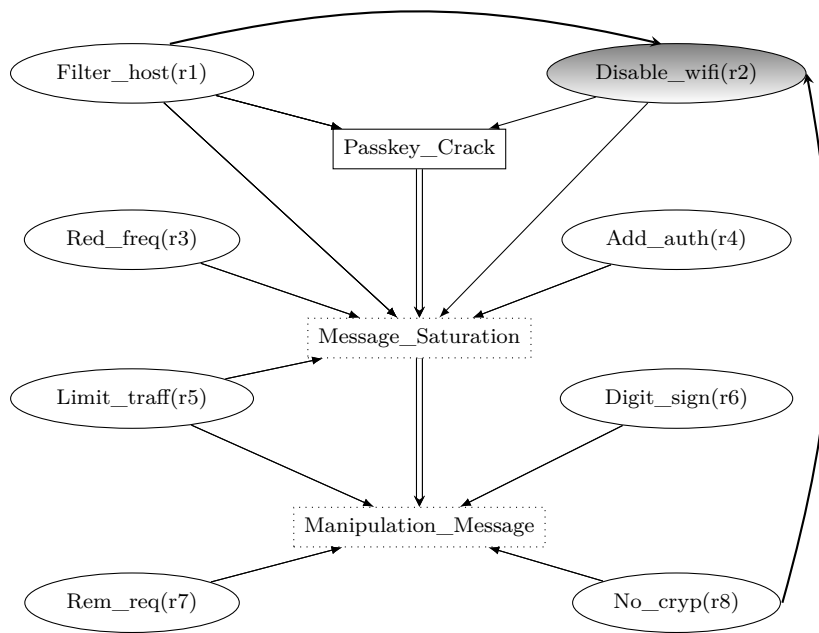 Filter_host(r1)
Disable_wifi(r2)
Passkey_Crack
Red_freq(r3)
Add_auth(r4)
Message_Saturation
Limit_traff(r5)
Digit_sign(r6)
Manipulation_Message
Rem_req(r7)
No_cryp(r8)